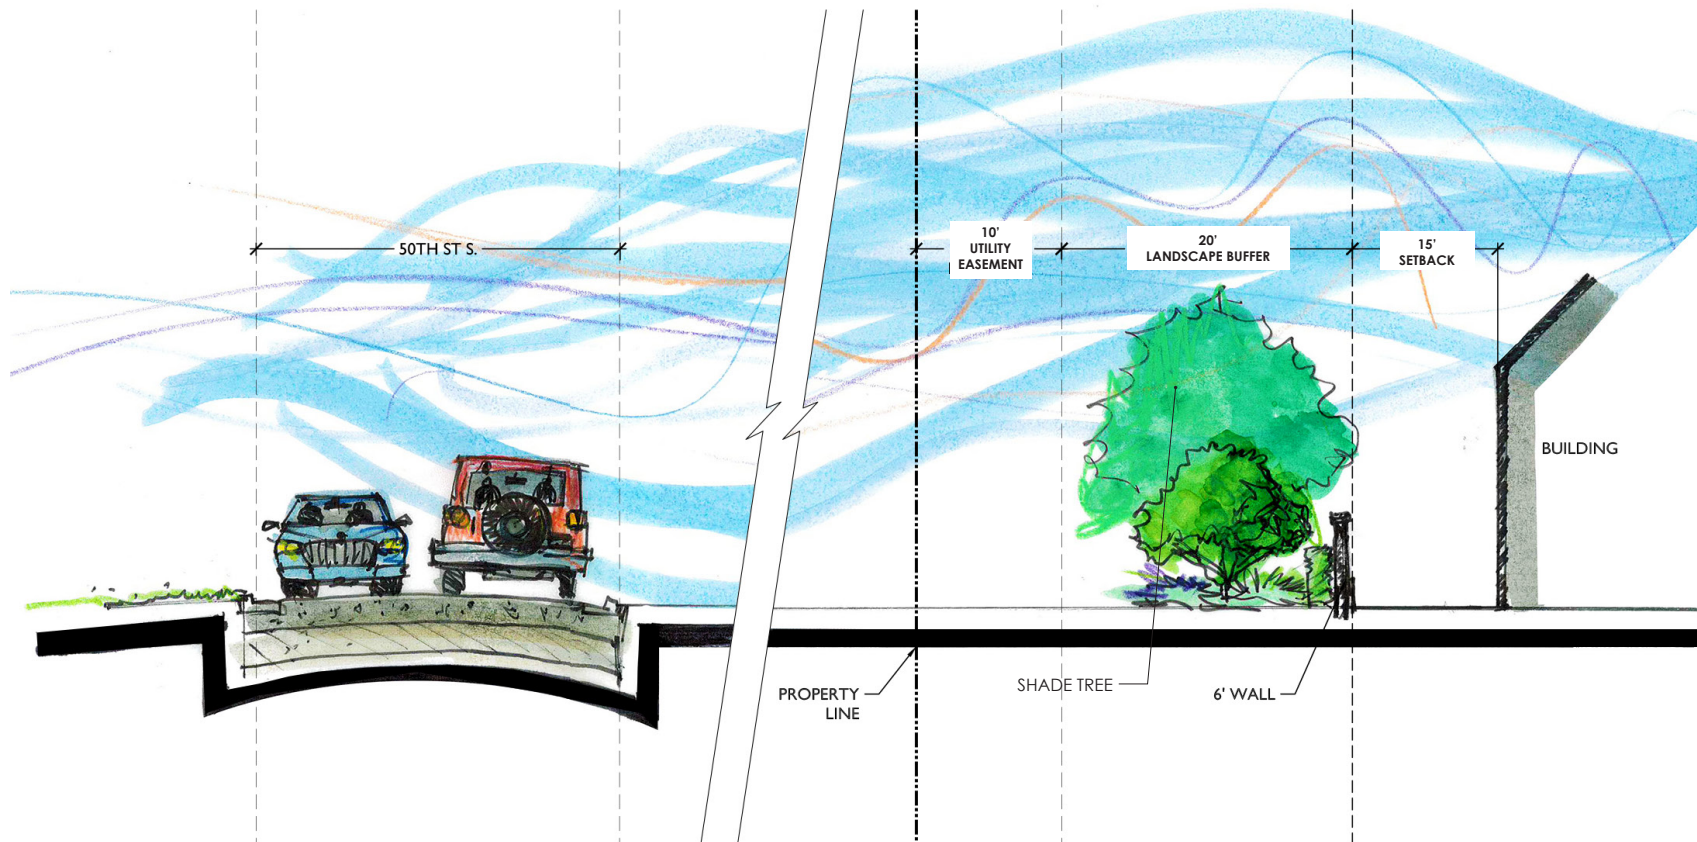 50TH ST S.
10'
UTILITY
EASEMENT
20'
LANDSCAPE BUFFER
15'
SETBACK
BUILDING
PROPERTY
LINE
SHADE TREE
6' WALL